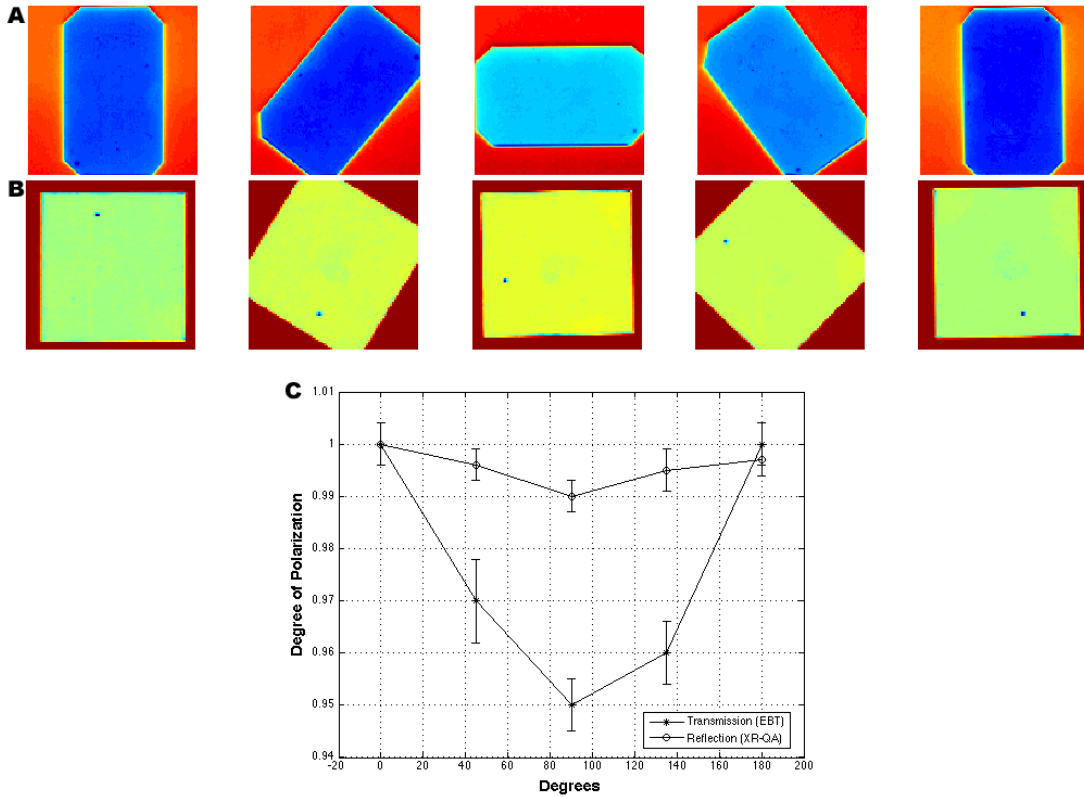 A
B
C
1.01
1
0.99
0.98
0.97
0.96
0.95
0.94
Degree of Polarization
-20 0 20 40 60 80 100 120 140 160 180 200
Degrees
Transmission (EBT)
Reflection (XR-QA)